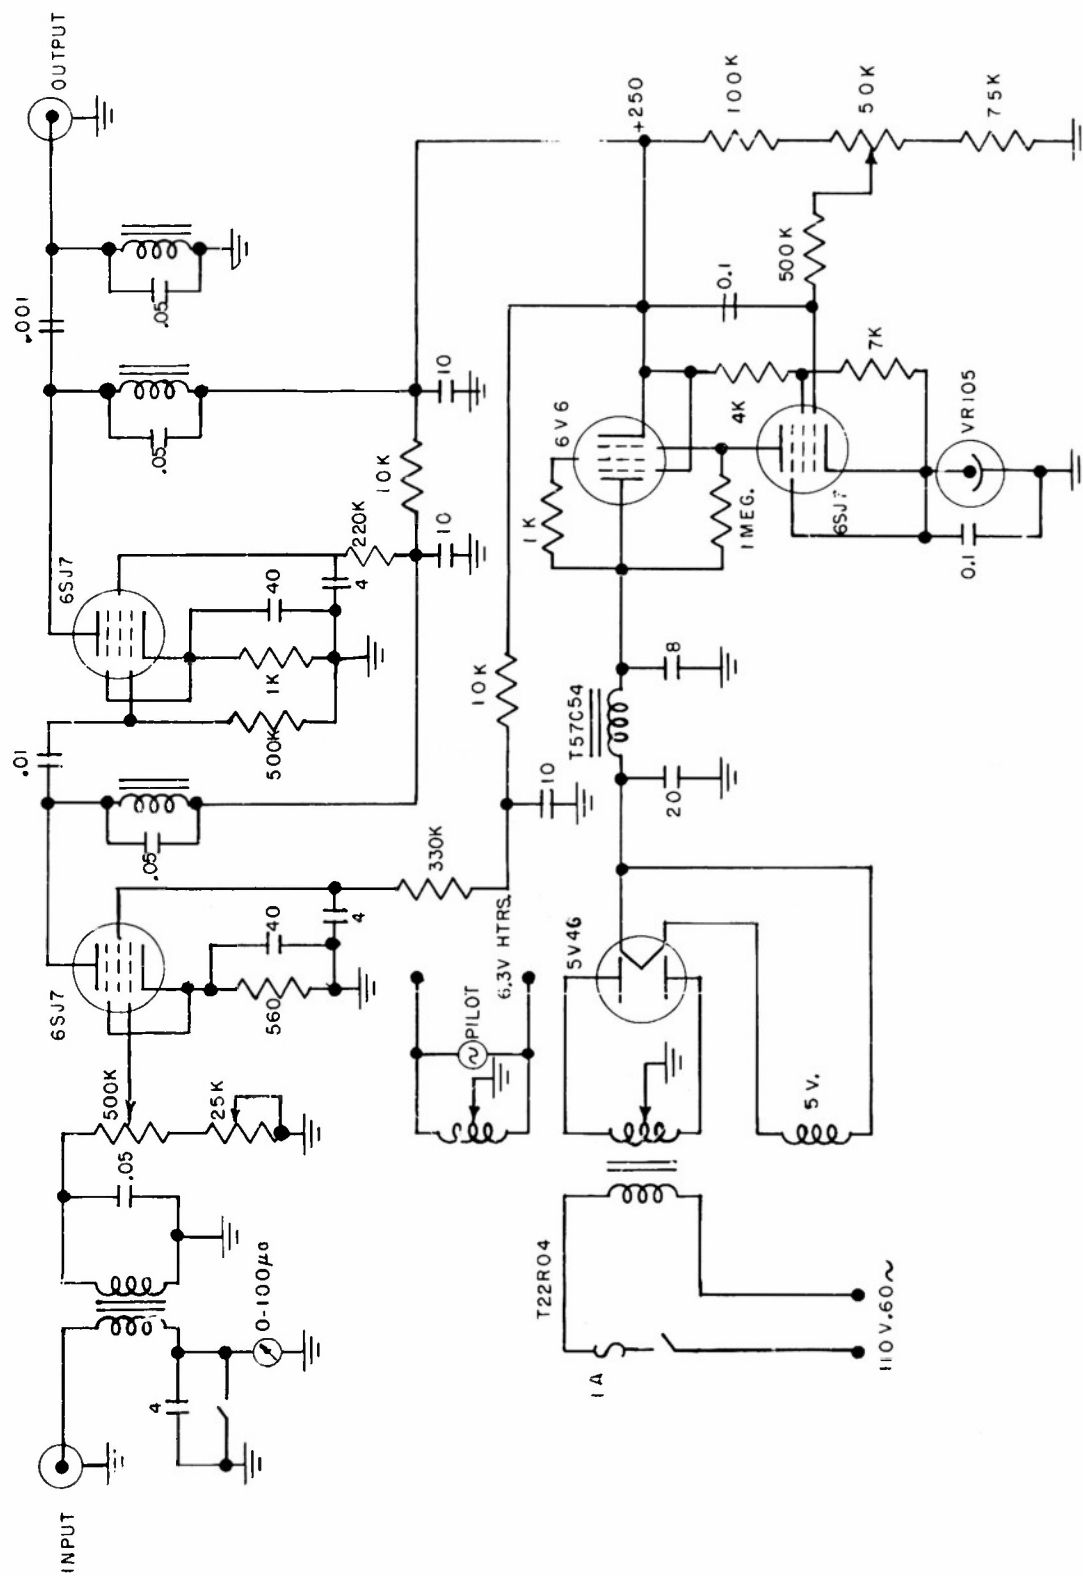 INPUT
4
0-100μa
.05
500K
25K
6SJ7
560
40
4
330K
.05
.01
500K
1K
6SJ7
40
4
220K
10
10K
.05
10
.001
.05
OUTPUT
10K
10
6.3V HTRS.
PILOT
1A
T22R04
110V.60~
5V4G
5V.
20
T57C54
8
1K
6V6
1MEG.
4K
6SJ7
0.1
VR105
7K
0.1
500K
+250
100K
50K
75K